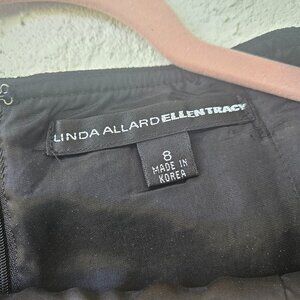 LINDA ALLARD ELLEN TRACY
8
MADE IN
KOREA